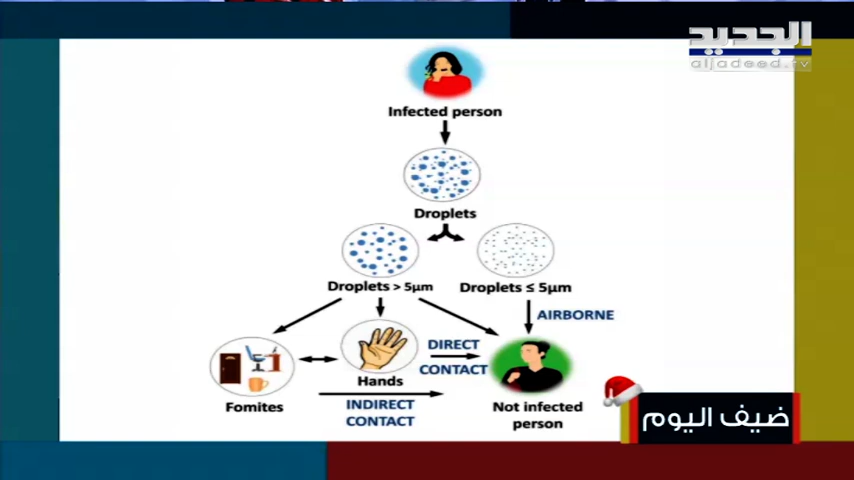 الجديد
aljadeed.tv
Infected person
Droplets
Droplets > 5µm
Droplets ≤ 5µm
AIRBORNE
DIRECT
CONTACT
Hands
Fomites
INDIRECT
CONTACT
Not infected
person
ضيف اليوم